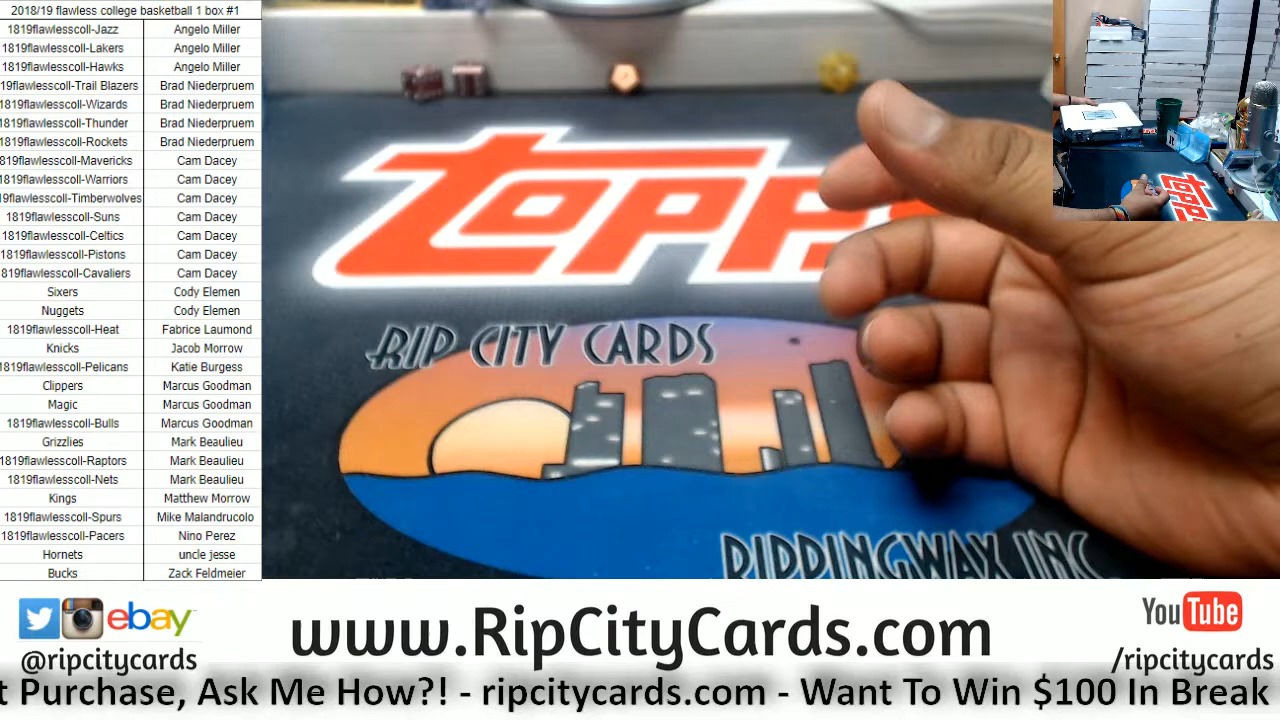 2018/19 flawless college basketball 1 box #1
1819flawlesscoll-Jazz Angelo Miller
1819flawlesscoll-Lakers Angelo Miller
1819flawlesscoll-Hawks Angelo Miller
19flawlesscoll-Trail Blazers Brad Niederpruem
1819flawlesscoll-Wizards Brad Niederpruem
1819flawlesscoll-Thunder Brad Niederpruem
1819flawlesscoll-Rockets Brad Niederpruem
819flawlesscoll-Mavericks Cam Dacey
819flawlesscoll-Warriors Cam Dacey
19flawlesscoll-Timberwolves Cam Dacey
1819flawlesscoll-Suns Cam Dacey
1819flawlesscoll-Celtics Cam Dacey
1819flawlesscoll-Pistons Cam Dacey
819flawlesscoll-Cavaliers Cam Dacey
Sixers Cody Elemen
Nuggets Cody Elemen
1819flawlesscoll-Heat Fabrice Laumond
Knicks Jacob Morrow
1819flawlesscoll-Pelicans Katie Burgess
Clippers Marcus Goodman
Magic Marcus Goodman
1819flawlesscoll-Bulls Marcus Goodman
Grizzlies Mark Beaulieu
1819flawlesscoll-Raptors Mark Beaulieu
1819flawlesscoll-Nets Mark Beaulieu
Kings Matthew Morrow
1819flawlesscoll-Spurs Mike Malandrucolo
1819flawlesscoll-Pacers Nino Perez
Hornets uncle jesse
Bucks Zack Feldmeier
topps
RIP CITY CARDS
RIPPINGWAX INC.
ebay
@ripcitycards
www.RipCityCards.com
YouTube
/ripcitycards
t Purchase, Ask Me How?! - ripcitycards.com - Want To Win $100 In Break